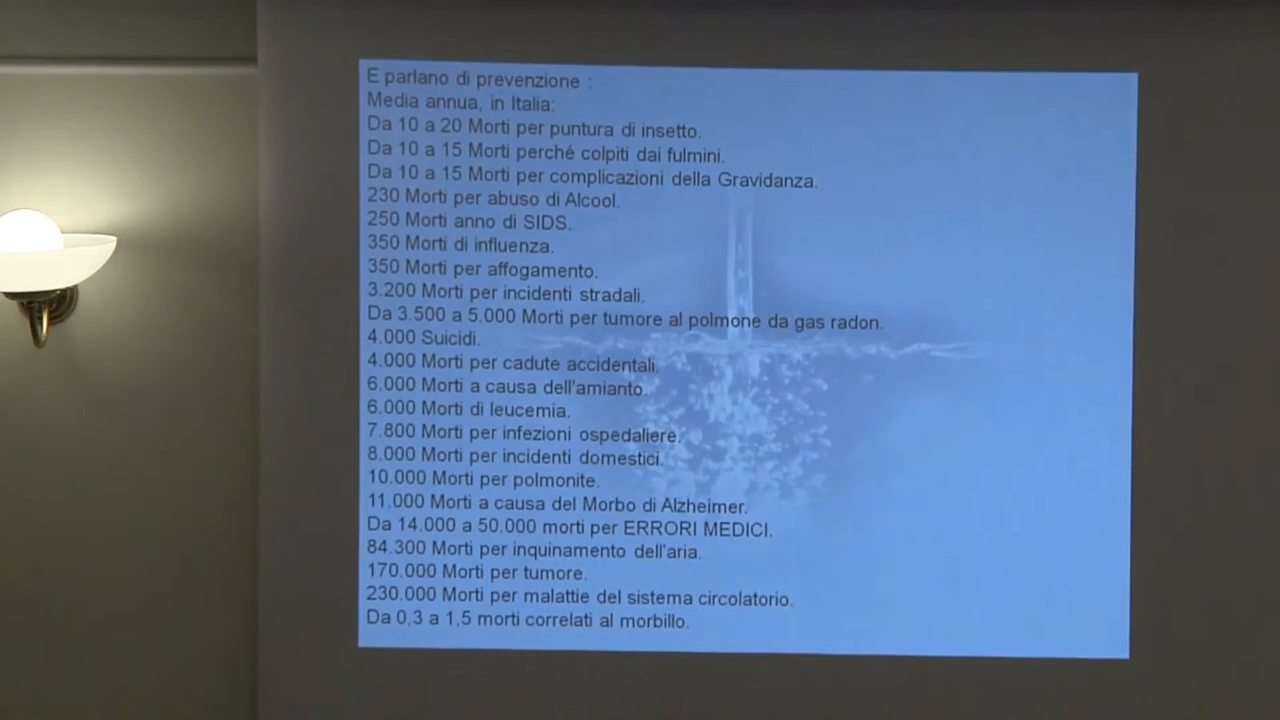 E parlano di prevenzione :
Media annua, in Italia:
Da 10 a 20 Morti per puntura di insetto.
Da 10 a 15 Morti perché colpiti dai fulmini.
Da 10 a 15 Morti per complicazioni della Gravidanza.
230 Morti per abuso di Alcool.
250 Morti anno di SIDS.
350 Morti di influenza.
350 Morti per affogamento.
3.200 Morti per incidenti stradali.
Da 3.500 a 5.000 Morti per tumore al polmone da gas radon.
4.000 Suicidi.
4.000 Morti per cadute accidentali.
6.000 Morti a causa dell'amianto.
6.000 Morti di leucemia.
7.800 Morti per infezioni ospedaliere.
8.000 Morti per incidenti domestici.
10.000 Morti per polmonite.
11.000 Morti a causa del Morbo di Alzheimer.
Da 14.000 a 50.000 morti per ERRORI MEDICI.
84.300 Morti per inquinamento dell'aria.
170.000 Morti per tumore.
230.000 Morti per malattie del sistema circolatorio.
Da 0,3 a 1,5 morti correlati al morbillo.